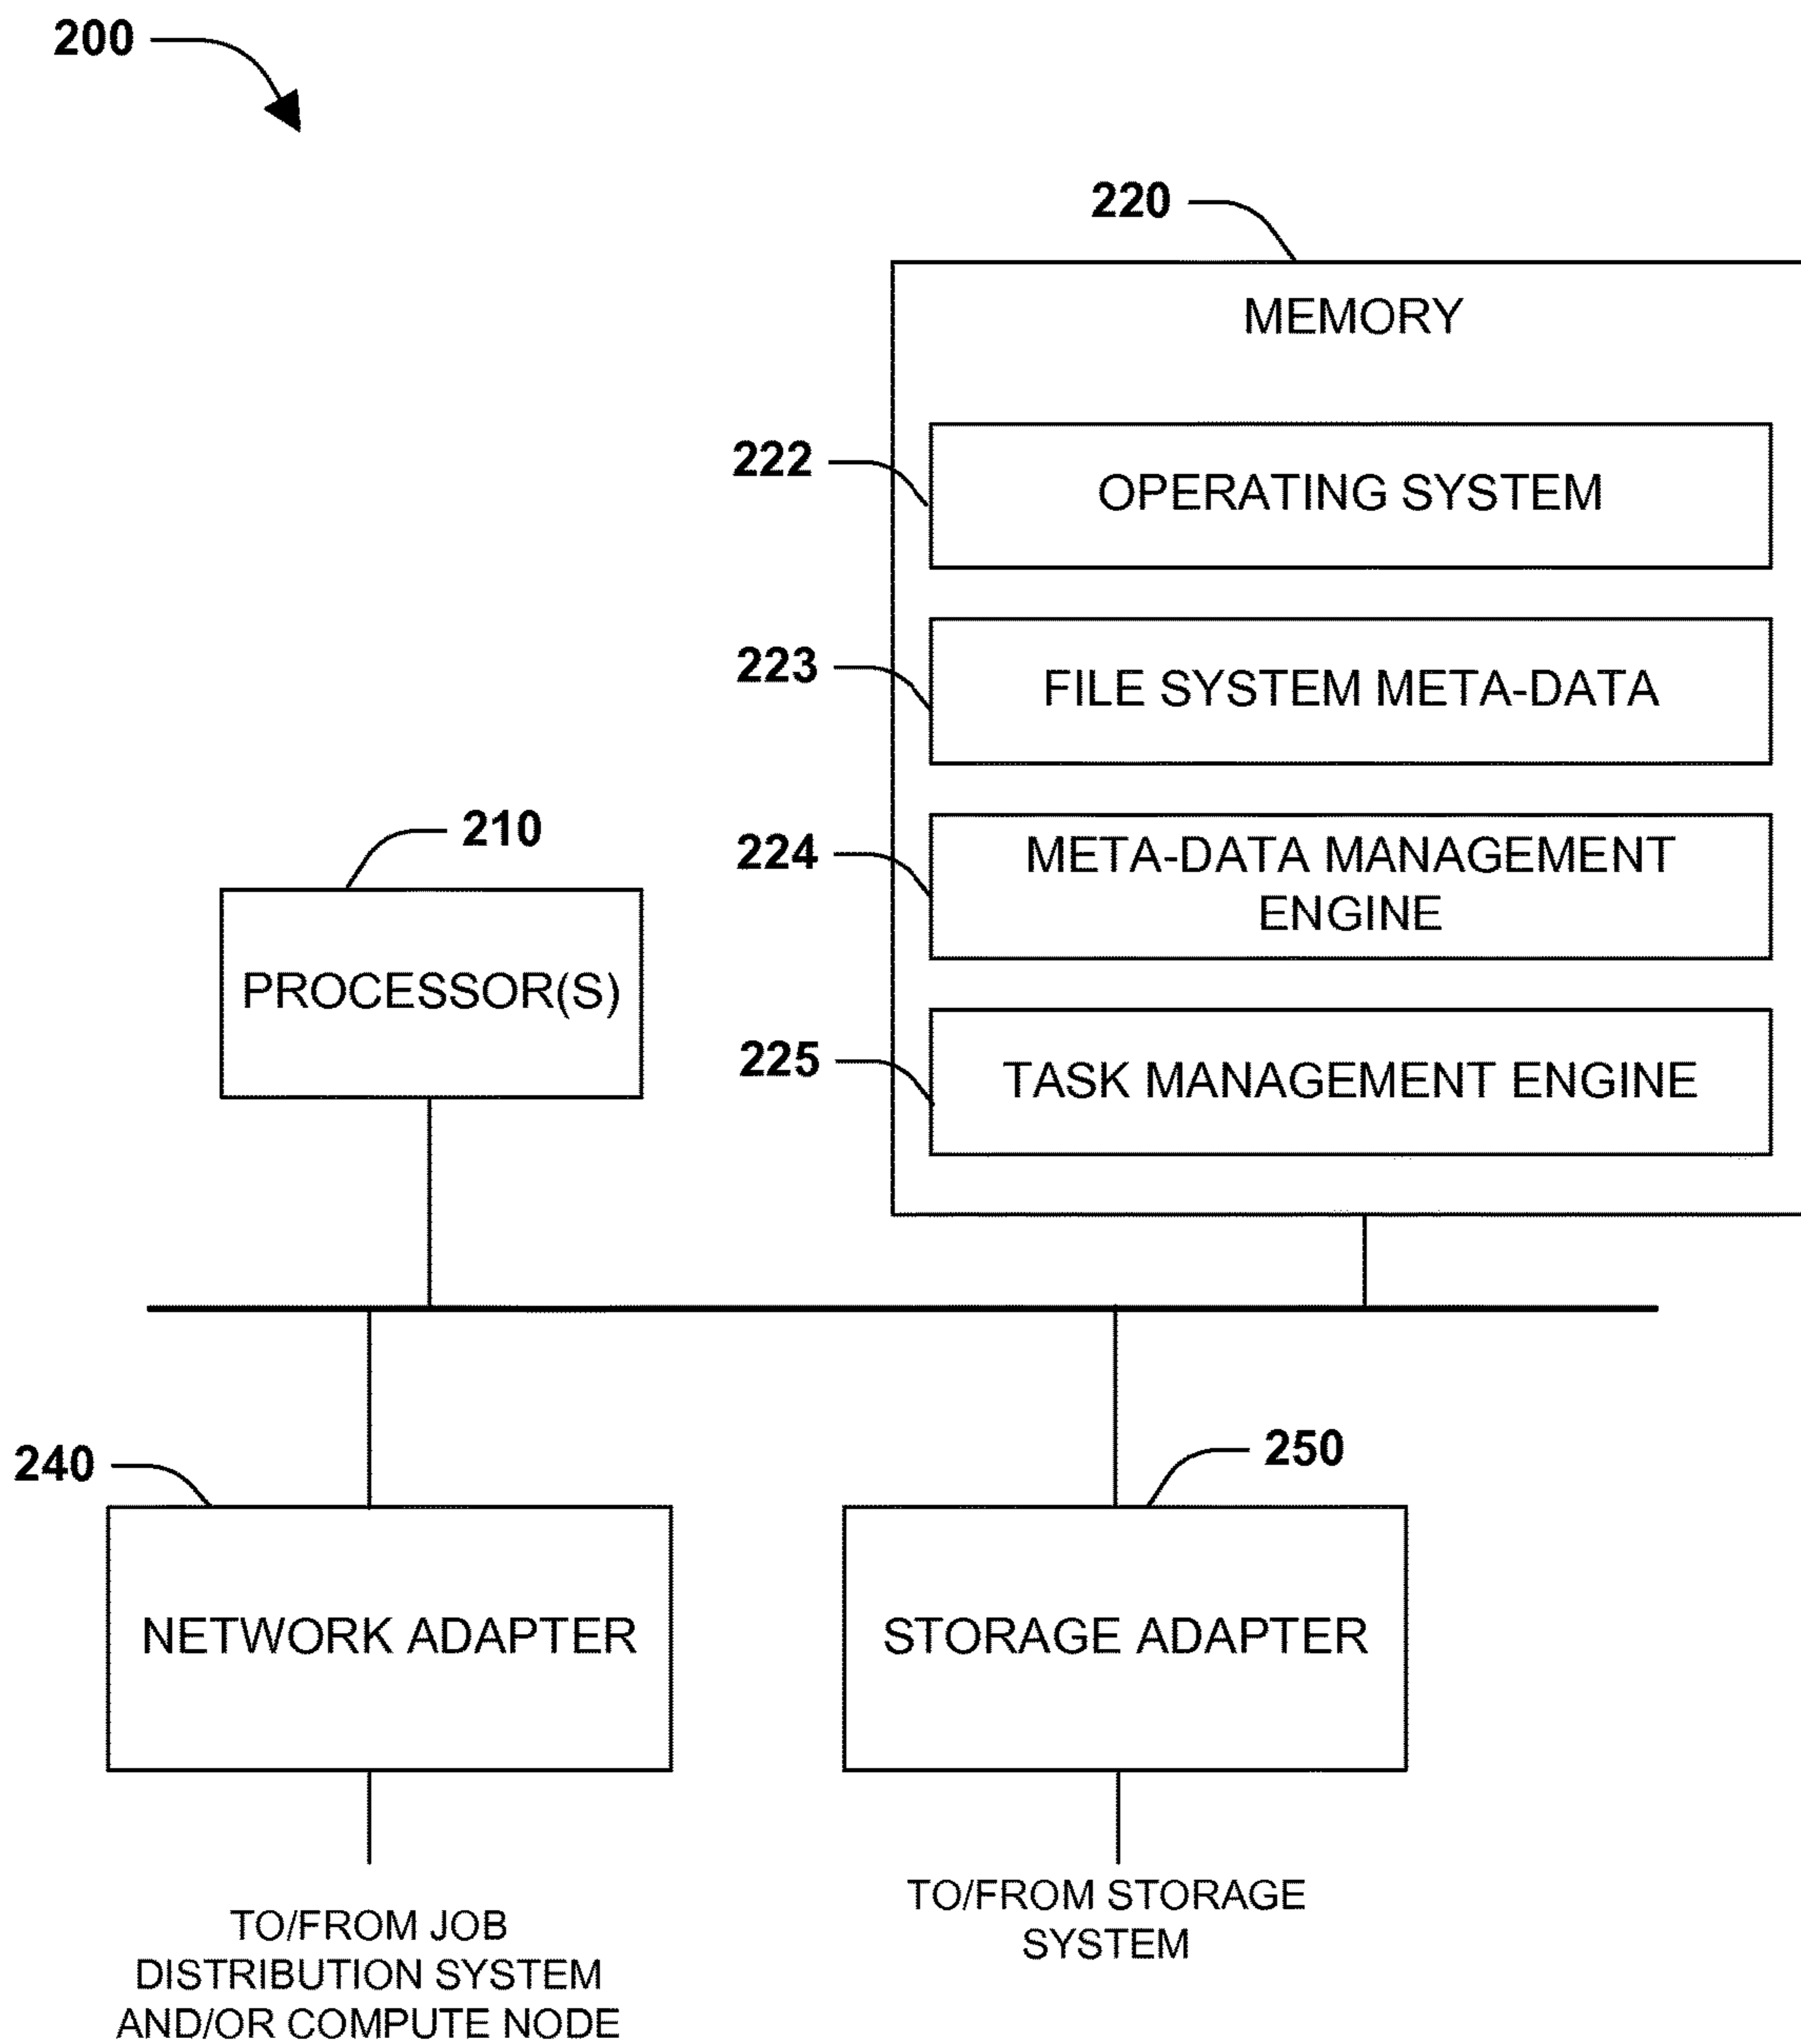 200
220
MEMORY
222
OPERATING SYSTEM
223
FILE SYSTEM META-DATA
224
META-DATA MANAGEMENT
ENGINE
225
TASK MANAGEMENT ENGINE
210
PROCESSOR(S)
240
NETWORK ADAPTER
250
STORAGE ADAPTER
TO/FROM JOB
DISTRIBUTION SYSTEM
AND/OR COMPUTE NODE
TO/FROM STORAGE
SYSTEM